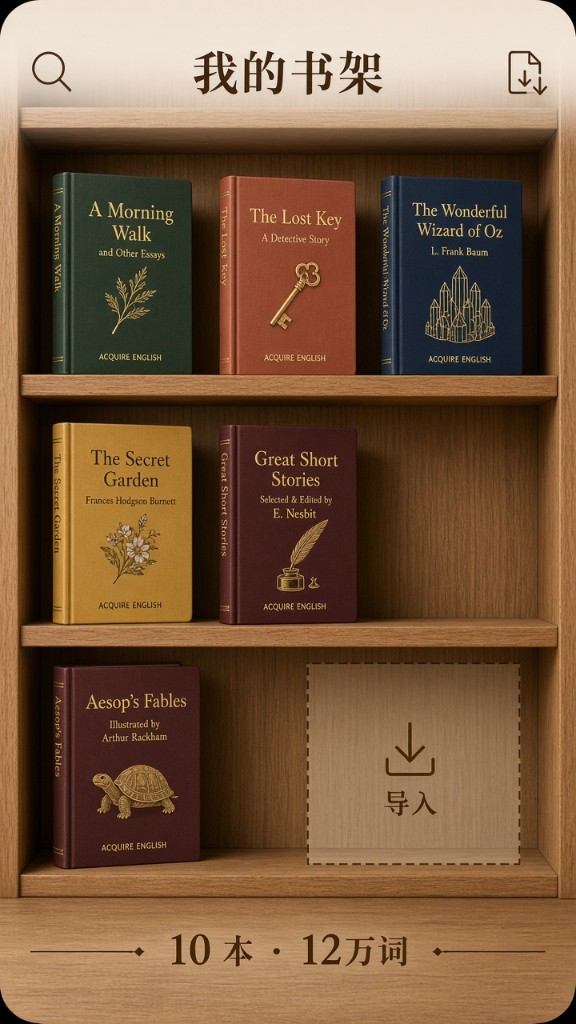 我的书架
A Morning Walk
A Morning
Walk
and Other Essays
ACQUIRE ENGLISH
The Lost Key
The Lost Key
A Detective Story
ACQUIRE ENGLISH
The Wonderful Wizard of Oz
The Wonderful
Wizard of Oz
L. Frank Baum
ACQUIRE ENGLISH
The Secret Garden
The Secret
Garden
Frances Hodgson Burnett
ACQUIRE ENGLISH
Great Short Stories
Great Short
Stories
Selected & Edited by
E. Nesbit
ACQUIRE ENGLISH
Aesop's Fables
Aesop's Fables
Illustrated by
Arthur Rackham
ACQUIRE ENGLISH
导入
10 本 · 12万词